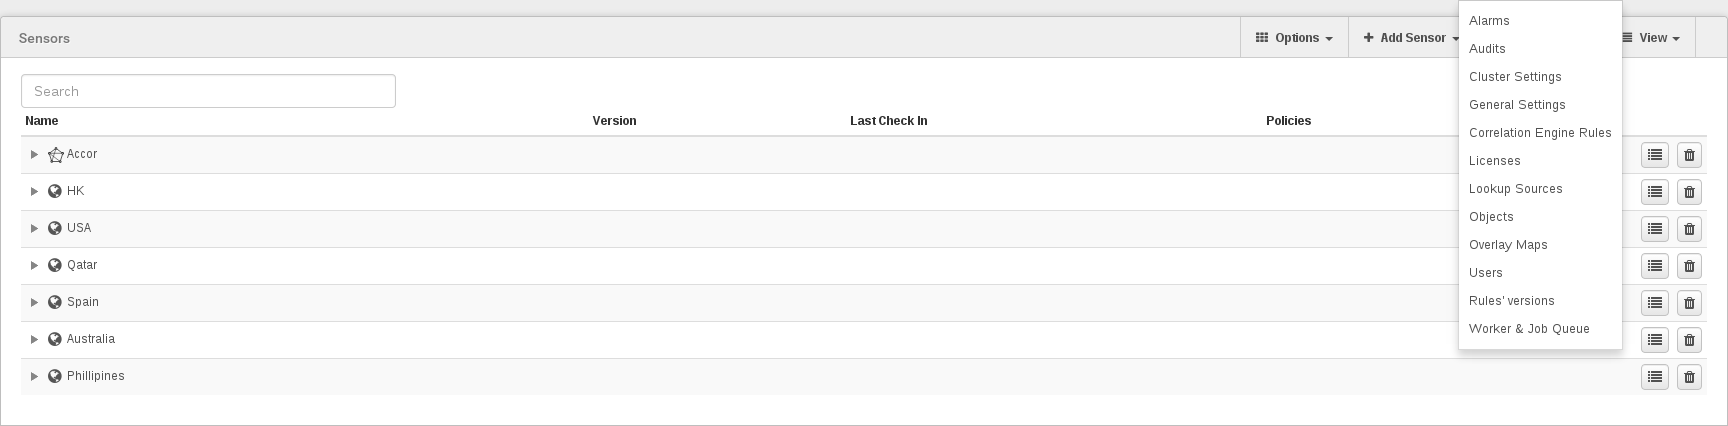 Sensors
Options
Add Sensor
View
Alarms
Audits
Cluster Settings
General Settings
Correlation Engine Rules
Licenses
Lookup Sources
Objects
Overlay Maps
Users
Rules' versions
Worker & Job Queue
Search
Name Version Last Check In Policies
Accor
HK
USA
Qatar
Spain
Australia
Phillipines